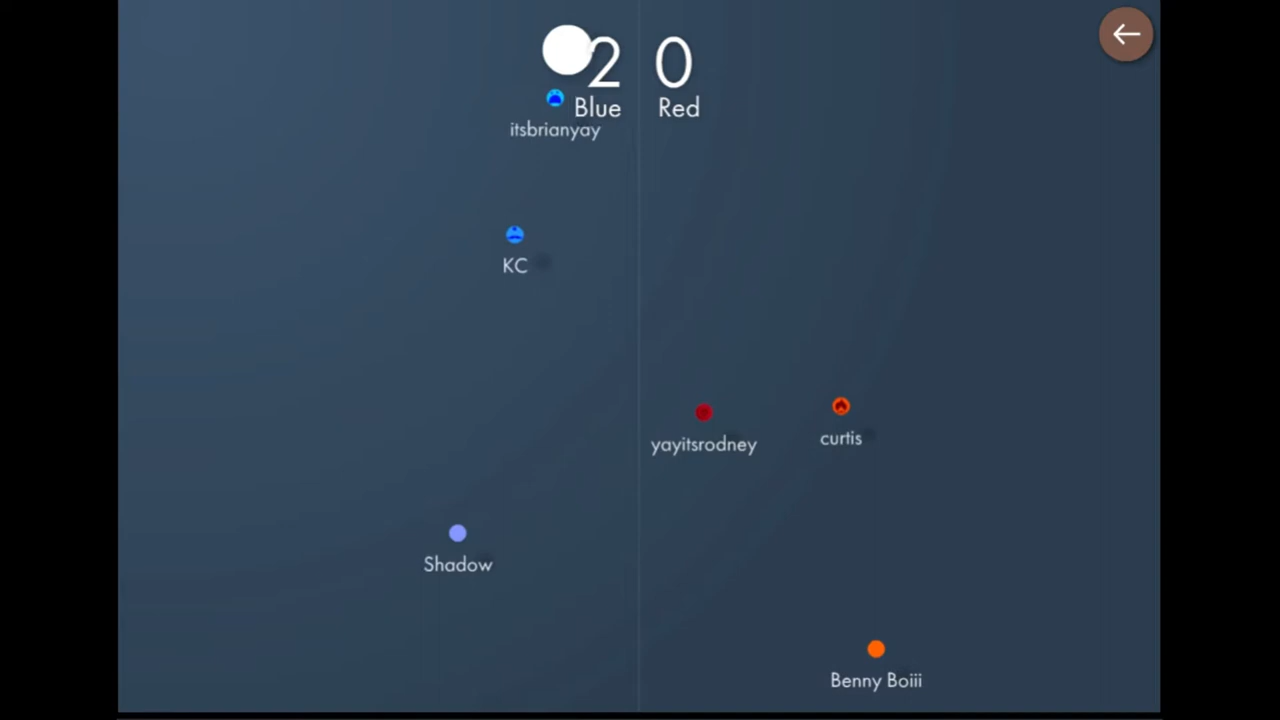 2 0
Blue Red
itsbrianyay
KC
yayitsrodney
curtis
Shadow
Benny Boiii